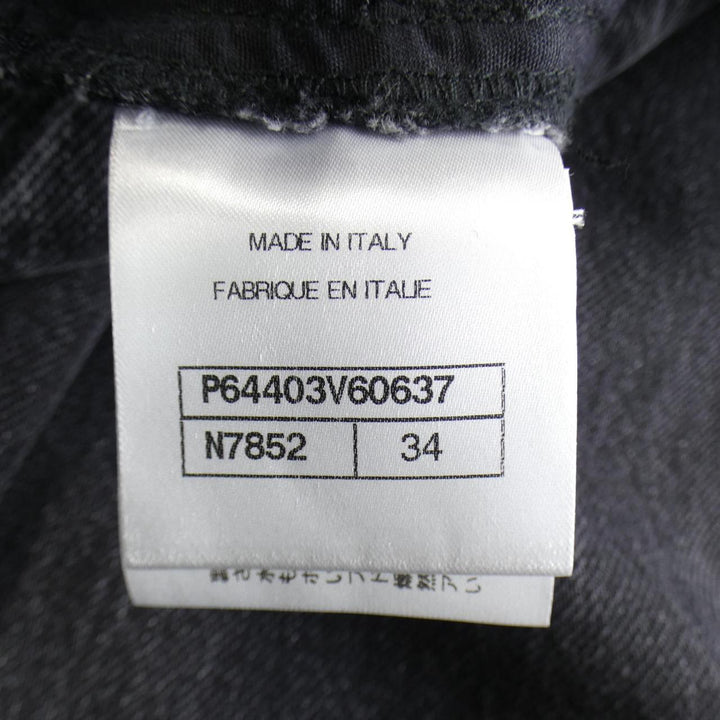 MADE IN ITALY
FABRIQUE EN ITALIE
P64403V60637
N7852 34